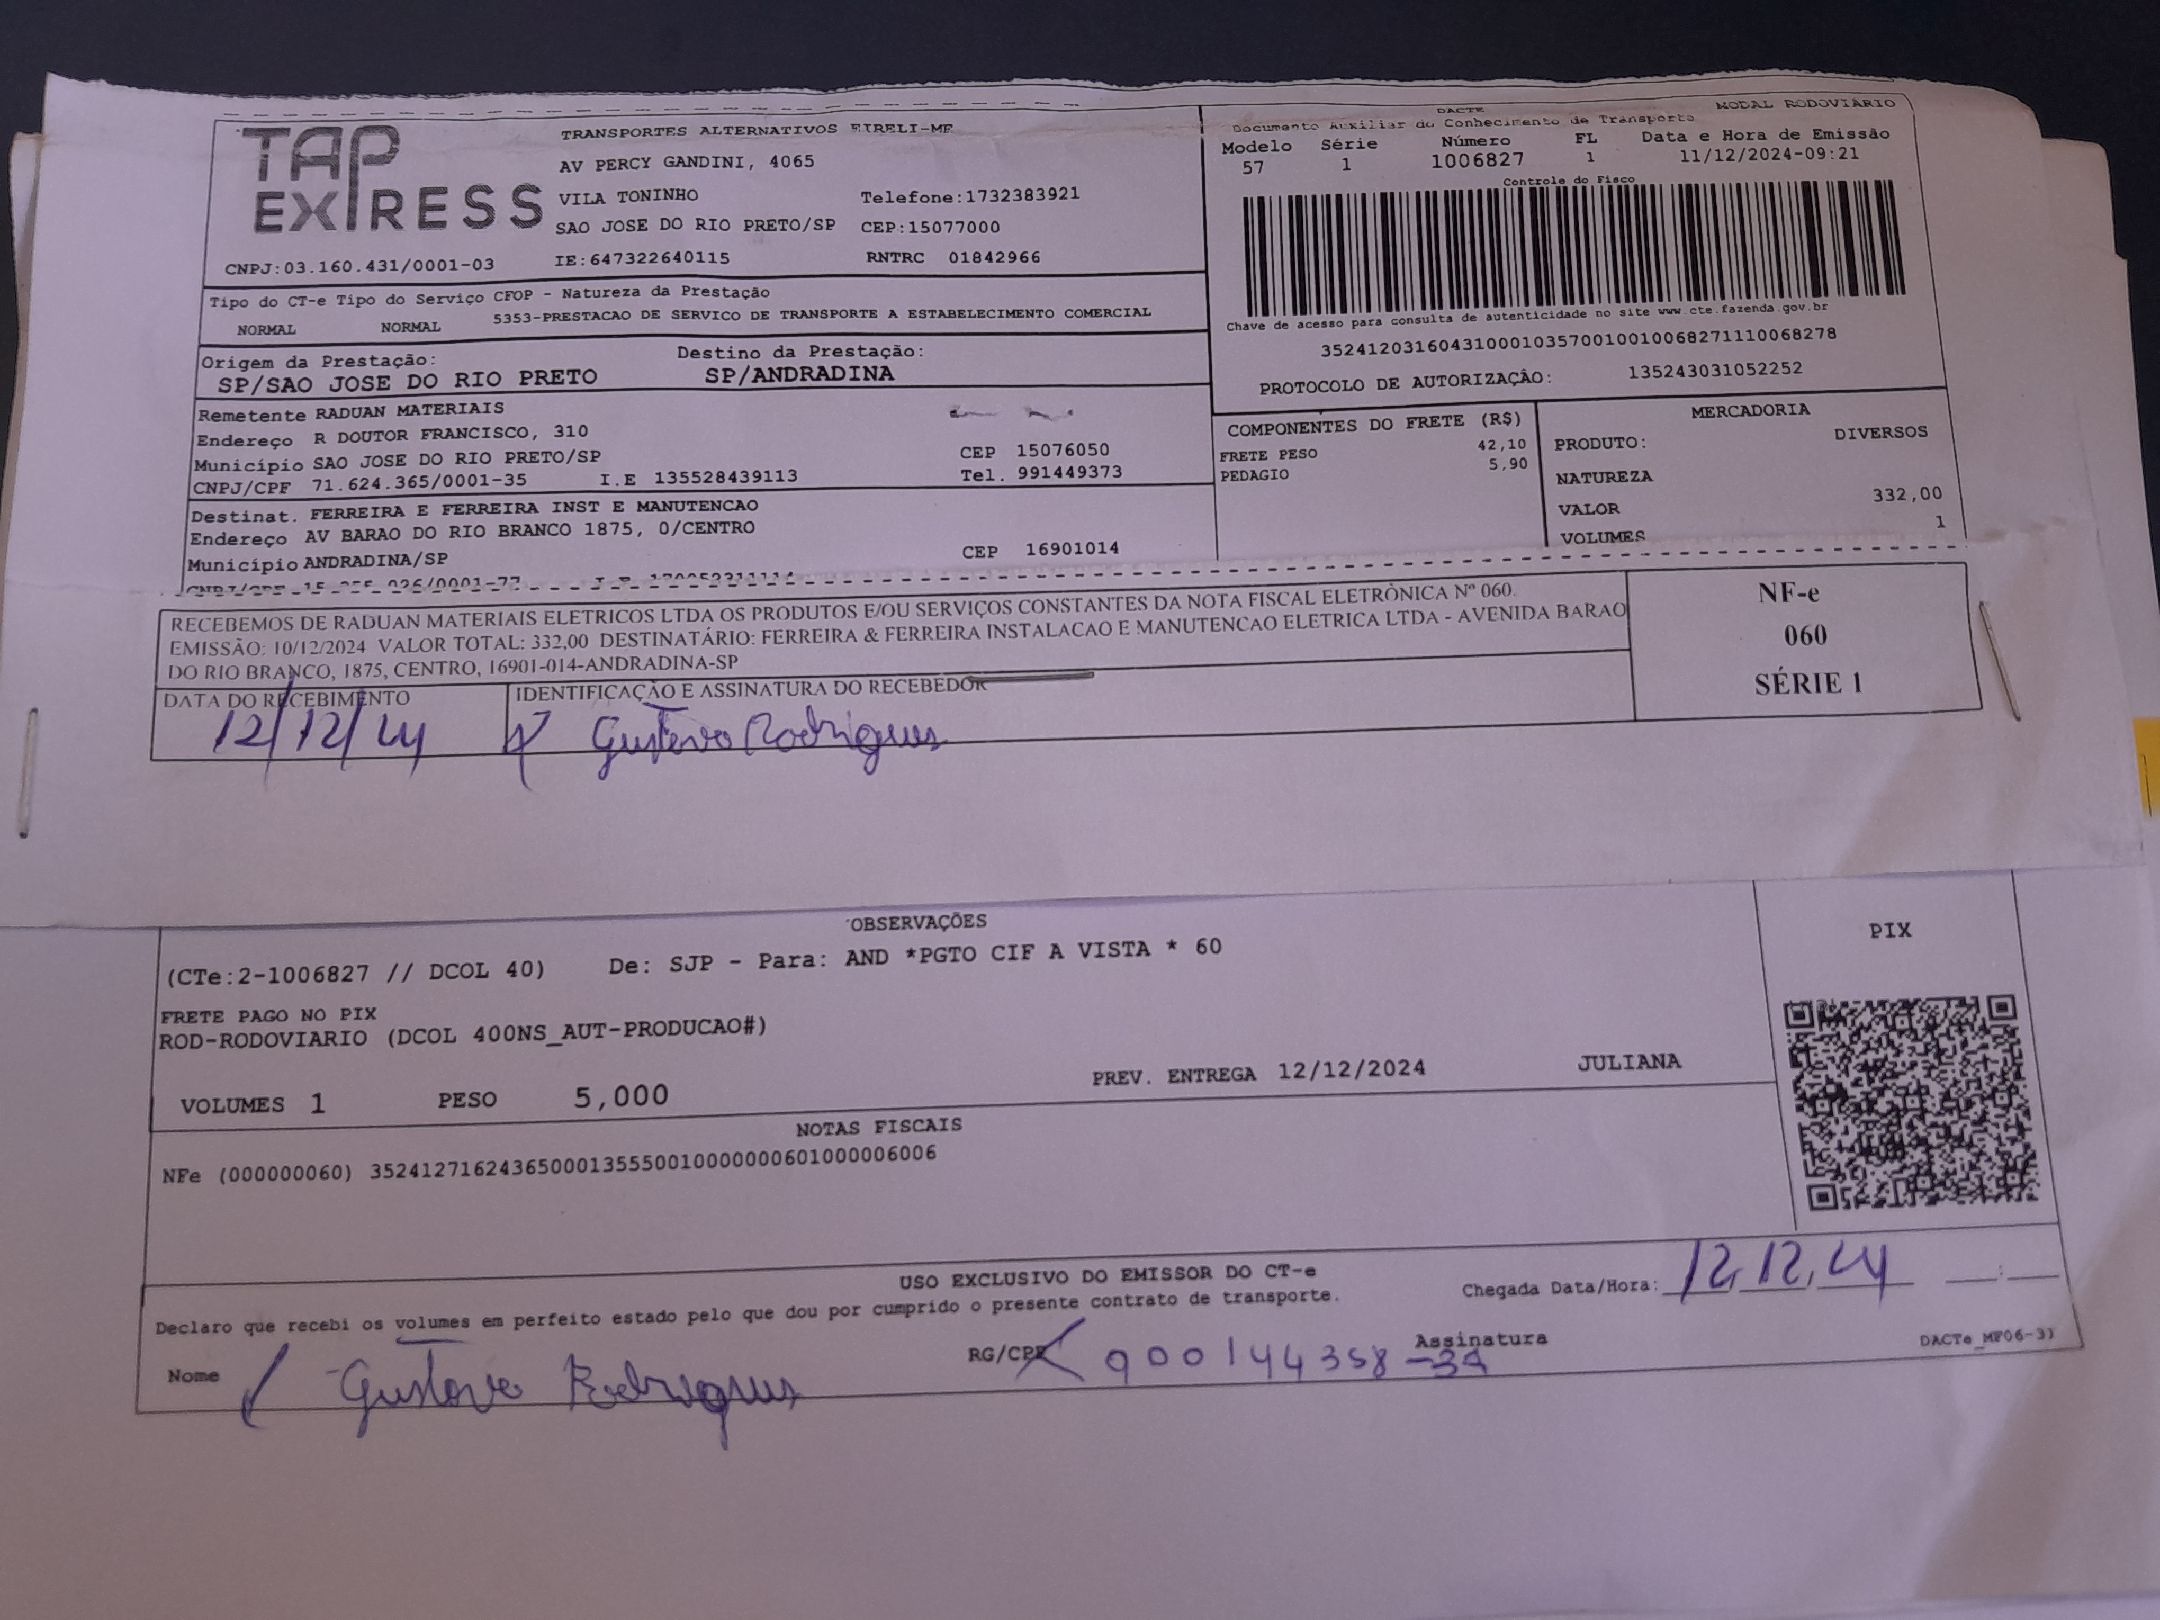 TAP EXPRESS
TRANSPORTES ALTERNATIVOS EIRELI-ME
AV PERCY GANDINI, 4065
VILA TONINHO Telefone:1732383921
SAO JOSE DO RIO PRETO/SP CEP:15077000
CNPJ:03.160.431/0001-03 IE:647322640115 RNTRC 01842966
DACTE MODAL RODOVIÁRIO
Documento Auxiliar do Conhecimento de Transporte
Modelo Série Número FL Data e Hora de Emissão
57 1 1006827 1 11/12/2024-09:21
Controle do Fisco
Chave de acesso para consulta de autenticidade no site www.cte.fazenda.gov.br
35241203160431000103570010010068271110068278
PROTOCOLO DE AUTORIZAÇÃO: 135243031052252
Tipo do CT-e Tipo do Serviço CFOP - Natureza da Prestação
NORMAL NORMAL 5353-PRESTACAO DE SERVICO DE TRANSPORTE A ESTABELECIMENTO COMERCIAL
Origem da Prestação: Destino da Prestação:
SP/SAO JOSE DO RIO PRETO SP/ANDRADINA
Remetente RADUAN MATERIAIS
Endereço R DOUTOR FRANCISCO, 310
Município SAO JOSE DO RIO PRETO/SP CEP 15076050
CNPJ/CPF 71.624.365/0001-35 I.E 135528439113 Tel. 991449373
Destinat. FERREIRA E FERREIRA INST E MANUTENCAO
Endereço AV BARAO DO RIO BRANCO 1875, 0/CENTRO
Município ANDRADINA/SP CEP 16901014
COMPONENTES DO FRETE (R$)
FRETE PESO 42,10
PEDAGIO 5,90
MERCADORIA
PRODUTO: DIVERSOS
NATUREZA
VALOR 332,00
VOLUMES 1
RECEBEMOS DE RADUAN MATERIAIS ELETRICOS LTDA OS PRODUTOS E/OU SERVIÇOS CONSTANTES DA NOTA FISCAL ELETRÔNICA Nº 060.
EMISSÃO: 10/12/2024 VALOR TOTAL: 332,00 DESTINATÁRIO: FERREIRA & FERREIRA INSTALACAO E MANUTENCAO ELETRICA LTDA - AVENIDA BARAO
DO RIO BRANCO, 1875, CENTRO, 16901-014-ANDRADINA-SP
NF-e
060
SÉRIE 1
DATA DO RECEBIMENTO IDENTIFICAÇÃO E ASSINATURA DO RECEBEDOR
12/12/24 Gustavo Rodrigues
OBSERVAÇÕES
(CTe:2-1006827 // DCOL 40) De: SJP - Para: AND *PGTO CIF A VISTA * 60
FRETE PAGO NO PIX
ROD-RODOVIARIO (DCOL 400NS_AUT-PRODUCAO#)
VOLUMES 1 PESO 5,000 PREV. ENTREGA 12/12/2024 JULIANA
PIX
NOTAS FISCAIS
NFe (000000060) 35241271624365000135550010000000601000006006
USO EXCLUSIVO DO EMISSOR DO CT-e
Declaro que recebi os volumes em perfeito estado pelo que dou por cumprido o presente contrato de transporte.
Chegada Data/Hora: 12,12,24
Nome Gustavo Rodrigues RG/CPF 900144358-39 Assinatura
DACTe_MF06-33